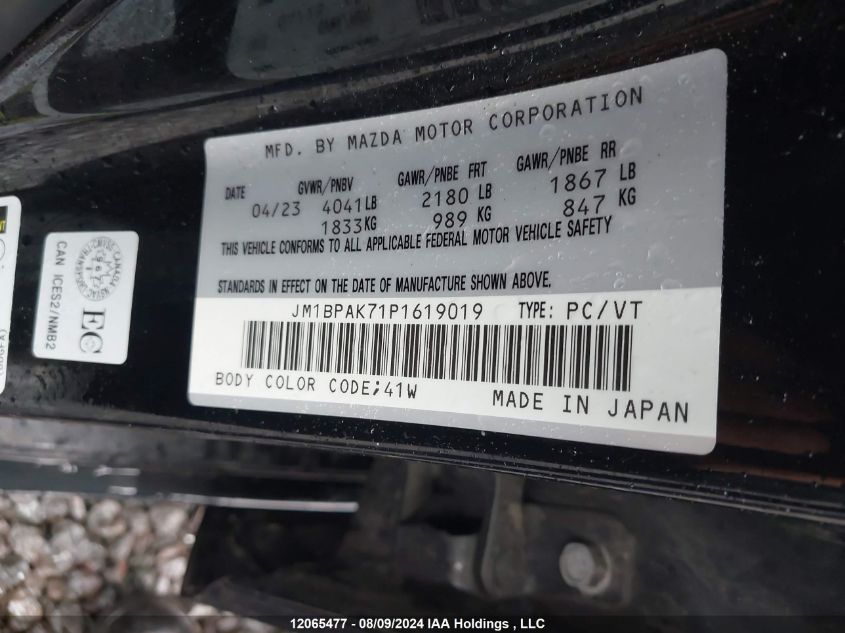 MFD. BY MAZDA MOTOR CORPORATION
DATE GVWR/PNBV GAWR/PNBE FRT GAWR/PNBE RR
04/23 4041LB 2180 LB 1867 LB
1833KG 989 KG 847 KG
THIS VEHICLE CONFORMS TO ALL APPLICABLE FEDERAL MOTOR VEHICLE SAFETY
STANDARDS IN EFFECT ON THE DATE OF MANUFACTURE SHOWN ABOVE.
JM1BPAK71P1619019 TYPE: PC/VT
BODY COLOR CODE;41W MADE IN JAPAN
CAN ICES2/NMB2
CANADA
EC
12065477 - 08/09/2024 IAA Holdings , LLC